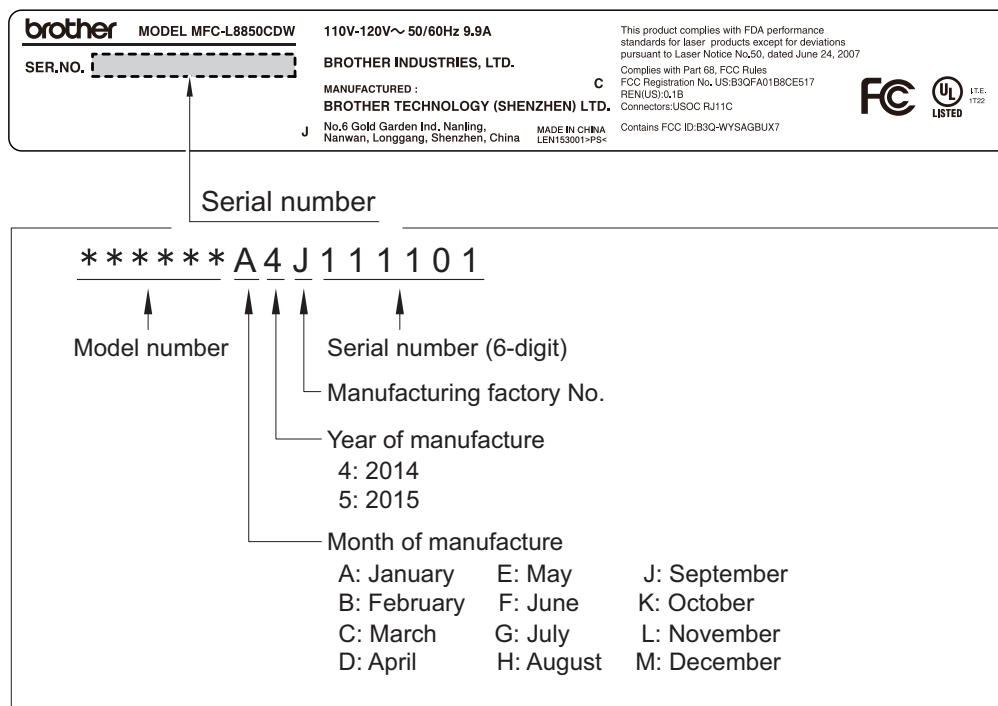 brother MODEL MFC-L8850CDW
SER.NO.
110V-120V～ 50/60Hz 9.9A
BROTHER INDUSTRIES, LTD.
C
MANUFACTURED :
BROTHER TECHNOLOGY (SHENZHEN) LTD.
J No.6 Gold Garden Ind. Nanling,
Nanwan, Longgang, Shenzhen, China
MADE IN CHINA
LEN153001>PS<
This product complies with FDA performance
standards for laser products except for deviations
pursuant to Laser Notice No.50, dated June 24, 2007
Complies with Part 68, FCC Rules
FCC Registration No. US:B3QFA01B8CE517
REN(US):0.1B
Connectors:USOC RJ11C
Contains FCC ID:B3Q-WYSAGBUX7
FC
UL
LISTED
I.T.E.
1T22
Serial number
******A4J111101
Model number
Serial number (6-digit)
Manufacturing factory No.
Year of manufacture
4: 2014
5: 2015
Month of manufacture
A: January E: May J: September
B: February F: June K: October
C: March G: July L: November
D: April H: August M: December